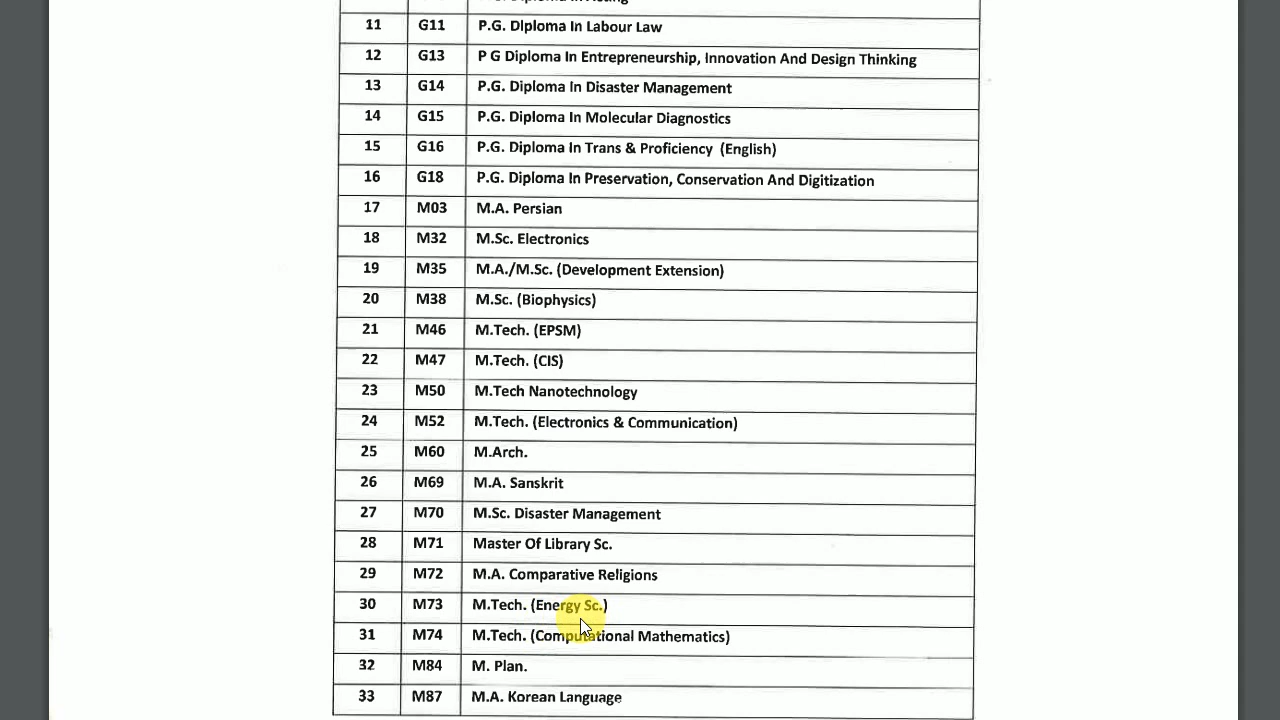 11 G11 P.G. Diploma In Labour Law
12 G13 P G Diploma In Entrepreneurship, Innovation And Design Thinking
13 G14 P.G. Diploma In Disaster Management
14 G15 P.G. Diploma In Molecular Diagnostics
15 G16 P.G. Diploma In Trans & Proficiency (English)
16 G18 P.G. Diploma In Preservation, Conservation And Digitization
17 M03 M.A. Persian
18 M32 M.Sc. Electronics
19 M35 M.A./M.Sc. (Development Extension)
20 M38 M.Sc. (Biophysics)
21 M46 M.Tech. (EPSM)
22 M47 M.Tech. (CIS)
23 M50 M.Tech Nanotechnology
24 M52 M.Tech. (Electronics & Communication)
25 M60 M.Arch.
26 M69 M.A. Sanskrit
27 M70 M.Sc. Disaster Management
28 M71 Master Of Library Sc.
29 M72 M.A. Comparative Religions
30 M73 M.Tech. (Energy Sc.)
31 M74 M.Tech. (Computational Mathematics)
32 M84 M. Plan.
33 M87 M.A. Korean Language